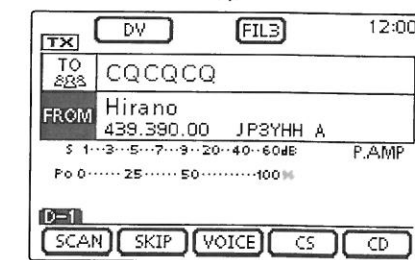 TX DV FIL3 12:00
TO CQCQCQ
FROM Hirano
439.390.00 JP3YHH A
S 1··3··5··7··9··20··40··60dB P.AMP
Po 0······25······50·········100%
D-1
SCAN SKIP VOICE CS CD